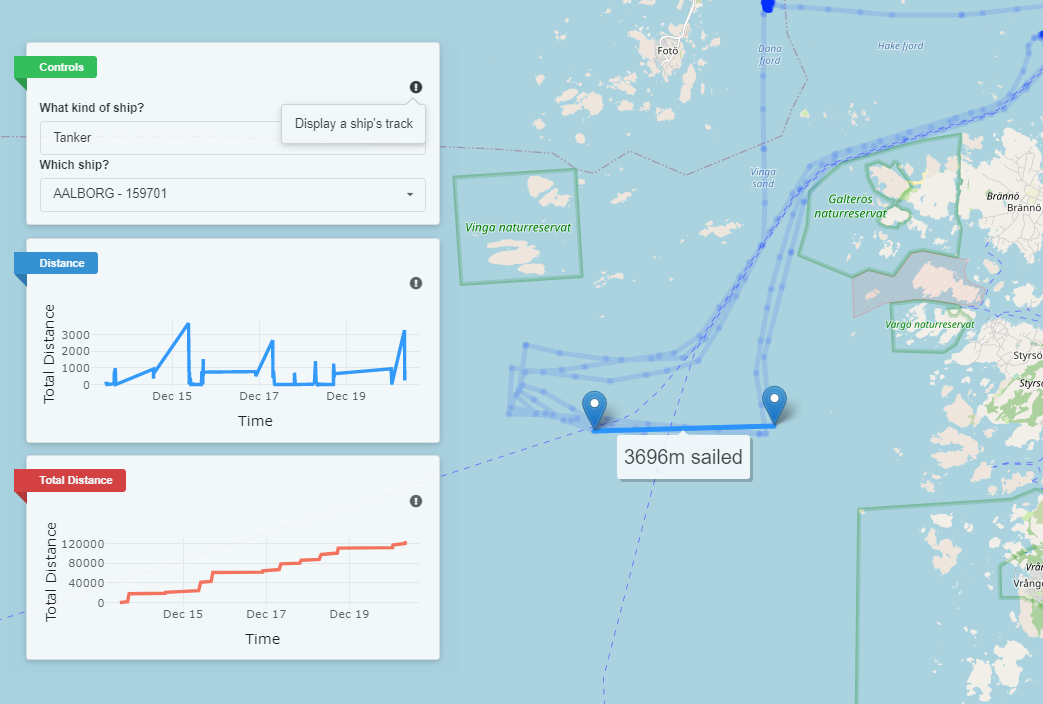 Controls
What kind of ship?
Tanker
Display a ship's track
Which ship?
AALBORG - 159701
Distance
Total Distance
3000
2000
1000
0
Dec 15
Dec 17
Dec 19
Time
Total Distance
Total Distance
120000
80000
40000
0
Dec 15
Dec 17
Dec 19
Time
Fotö
Dana
fjord
Hake fjord
Vinga
sand
Vinga naturreservat
Galterös
naturreservat
Brännö
Brännö
Vargö naturreservat
Styrsö
Styrsö
3696m sailed
Vrångö